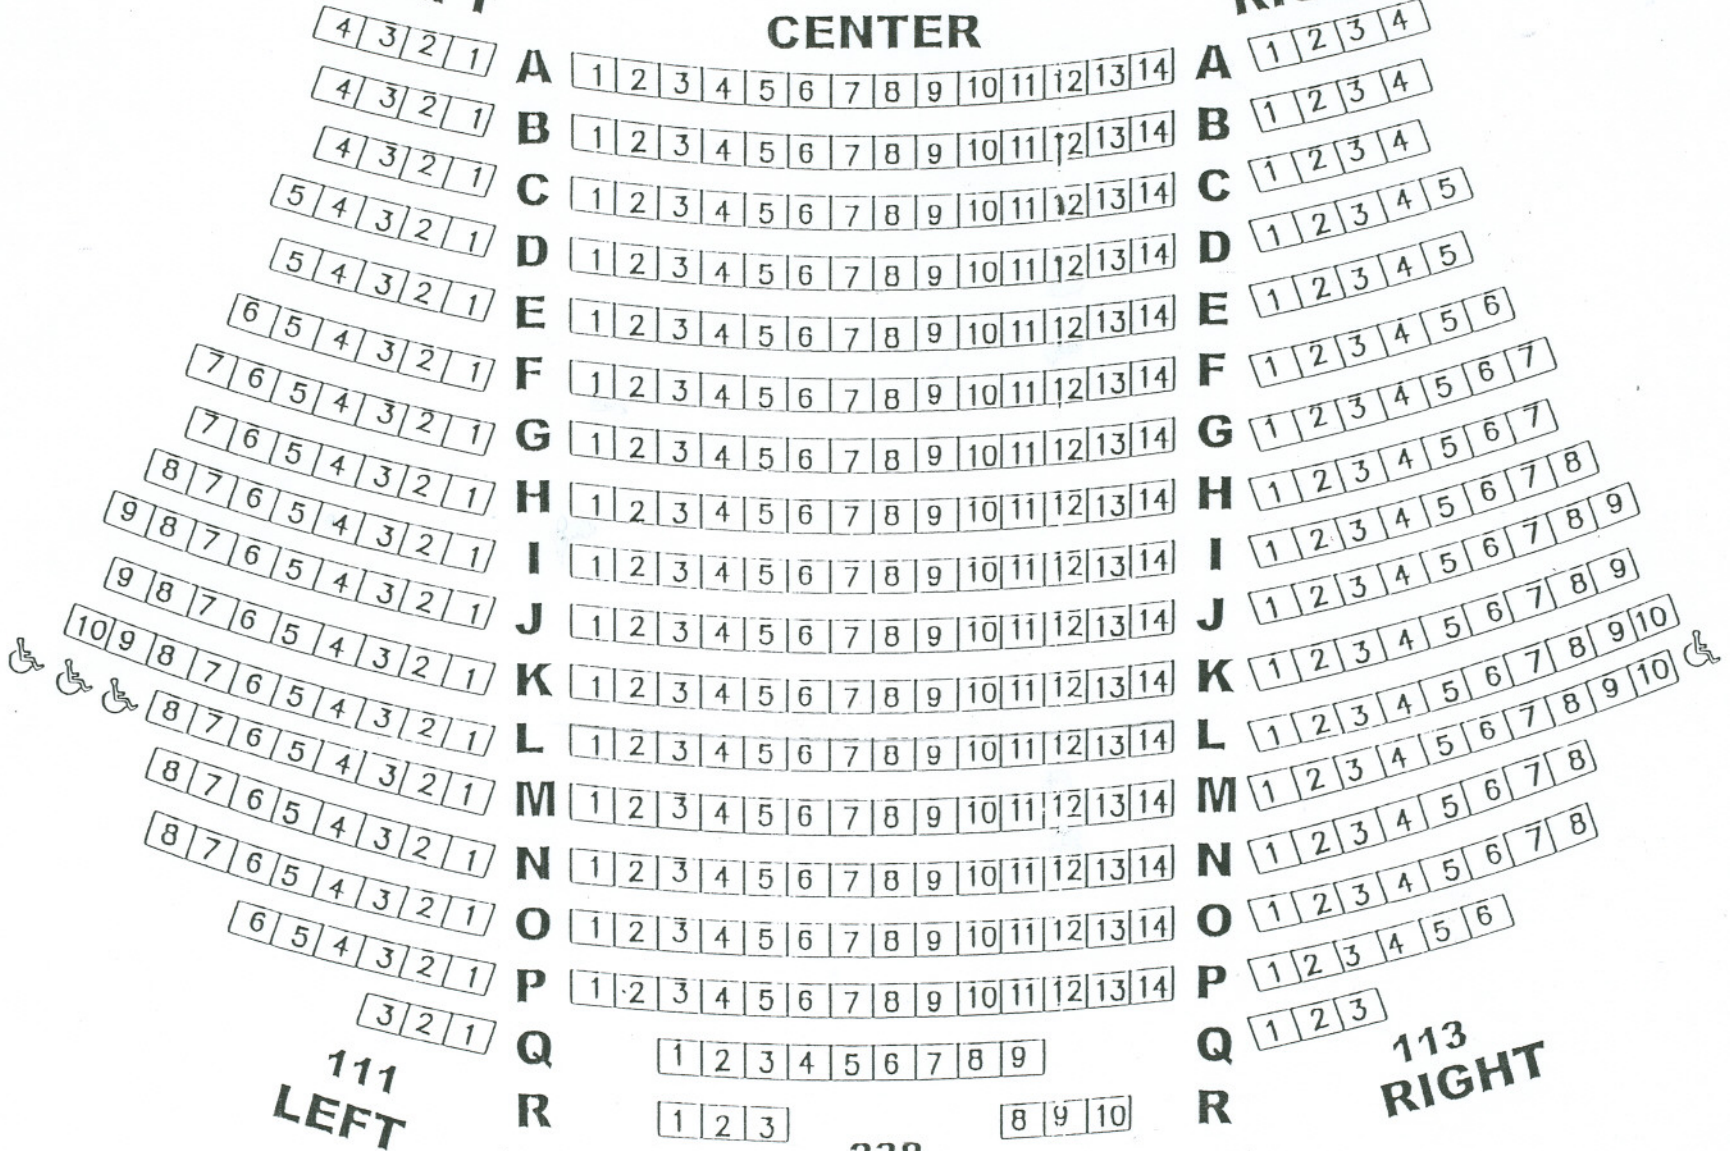 CENTER
4 3 2 1 A 1 2 3 4 5 6 7 8 9 10 11 12 13 14 A 1 2 3 4
4 3 2 1 B 1 2 3 4 5 6 7 8 9 10 11 12 13 14 B 1 2 3 4
4 3 2 1 C 1 2 3 4 5 6 7 8 9 10 11 12 13 14 C 1 2 3 4
5 4 3 2 1 D 1 2 3 4 5 6 7 8 9 10 11 12 13 14 D 1 2 3 4 5
5 4 3 2 1 E 1 2 3 4 5 6 7 8 9 10 11 12 13 14 E 1 2 3 4 5
6 5 4 3 2 1 F 1 2 3 4 5 6 7 8 9 10 11 12 13 14 F 1 2 3 4 5 6
7 6 5 4 3 2 1 G 1 2 3 4 5 6 7 8 9 10 11 12 13 14 G 1 2 3 4 5 6 7
7 6 5 4 3 2 1 H 1 2 3 4 5 6 7 8 9 10 11 12 13 14 H 1 2 3 4 5 6 7
8 7 6 5 4 3 2 1 I 1 2 3 4 5 6 7 8 9 10 11 12 13 14 I 1 2 3 4 5 6 7 8
9 8 7 6 5 4 3 2 1 J 1 2 3 4 5 6 7 8 9 10 11 12 13 14 J 1 2 3 4 5 6 7 8 9
9 8 7 6 5 4 3 2 1 K 1 2 3 4 5 6 7 8 9 10 11 12 13 14 K 1 2 3 4 5 6 7 8 9
10 9 8 7 6 5 4 3 2 1 L 1 2 3 4 5 6 7 8 9 10 11 12 13 14 L 1 2 3 4 5 6 7 8 9 10
8 7 6 5 4 3 2 1 M 1 2 3 4 5 6 7 8 9 10 11 12 13 14 M 1 2 3 4 5 6 7 8 9 10
8 7 6 5 4 3 2 1 N 1 2 3 4 5 6 7 8 9 10 11 12 13 14 N 1 2 3 4 5 6 7 8
8 7 6 5 4 3 2 1 O 1 2 3 4 5 6 7 8 9 10 11 12 13 14 O 1 2 3 4 5 6 7 8
6 5 4 3 2 1 P 1 2 3 4 5 6 7 8 9 10 11 12 13 14 P 1 2 3 4 5 6
3 2 1 Q 1 2 3 4 5 6 7 8 9 Q 1 2 3
R 1 2 3 8 9 10 R
111
LEFT
113
RIGHT